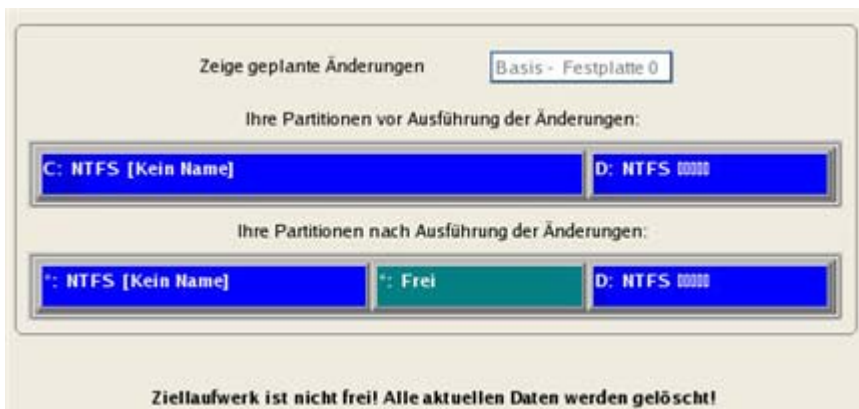 Zeige geplante Änderungen
Basis - Festplatte 0
Ihre Partitionen vor Ausführung der Änderungen:
C: NTFS [Kein Name]
D: NTFS
Ihre Partitionen nach Ausführung der Änderungen:
*: NTFS [Kein Name]
*: Frei
D: NTFS
Ziellaufwerk ist nicht frei! Alle aktuellen Daten werden gelöscht!